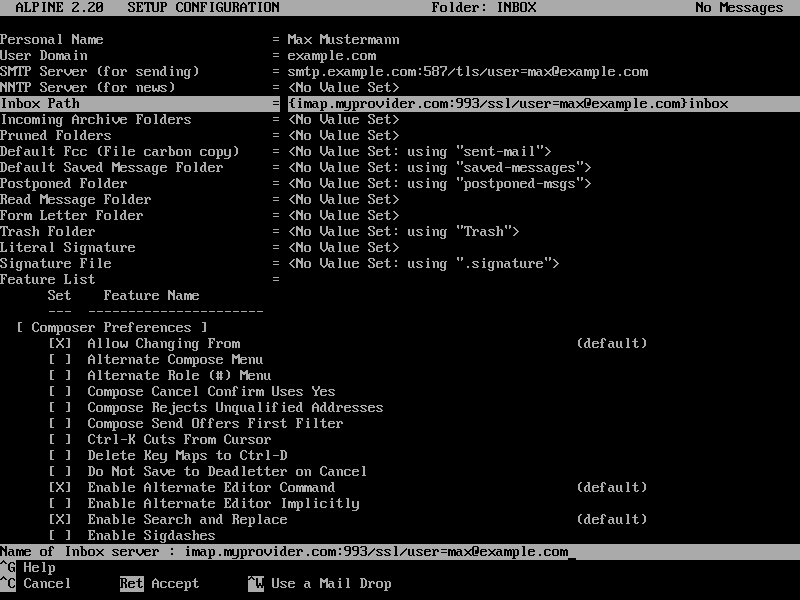 ALPINE 2.20   SETUP CONFIGURATION                   Folder: INBOX                    No Messages
Personal Name                     = Max Mustermann
User Domain                       = example.com
SMTP Server (for sending)         = smtp.example.com:587/tls/user=max@example.com
NNTP Server (for news)            = <No Value Set>
Inbox Path                        = {imap.myprovider.com:993/ssl/user=max@example.com}inbox
Incoming Archive Folders          = <No Value Set>
Pruned Folders                    = <No Value Set>
Default Fcc (File carbon copy)    = <No Value Set: using "sent-mail">
Default Saved Message Folder      = <No Value Set: using "saved-messages">
Postponed Folder                  = <No Value Set: using "postponed-msgs">
Read Message Folder               = <No Value Set>
Form Letter Folder                = <No Value Set>
Trash Folder                      = <No Value Set: using "Trash">
Literal Signature                 = <No Value Set>
Signature File                    = <No Value Set: using ".signature">
Feature List                      =
      Set    Feature Name
      ---  ----------------------
  [ Composer Preferences ]
      [X]  Allow Changing From                                          (default)
      [ ]  Alternate Compose Menu
      [ ]  Alternate Role (#) Menu
      [ ]  Compose Cancel Confirm Uses Yes
      [ ]  Compose Rejects Unqualified Addresses
      [ ]  Compose Send Offers First Filter
      [ ]  Ctrl-K Cuts From Cursor
      [ ]  Delete Key Maps to Ctrl-D
      [ ]  Do Not Save to Deadletter on Cancel
      [X]  Enable Alternate Editor Command                              (default)
      [ ]  Enable Alternate Editor Implicitly
      [X]  Enable Search and Replace                                    (default)
      [ ]  Enable Sigdashes
Name of Inbox server : imap.myprovider.com:993/ssl/user=max@example.com_
^G Help
^C Cancel      Ret Accept      ^W Use a Mail Drop